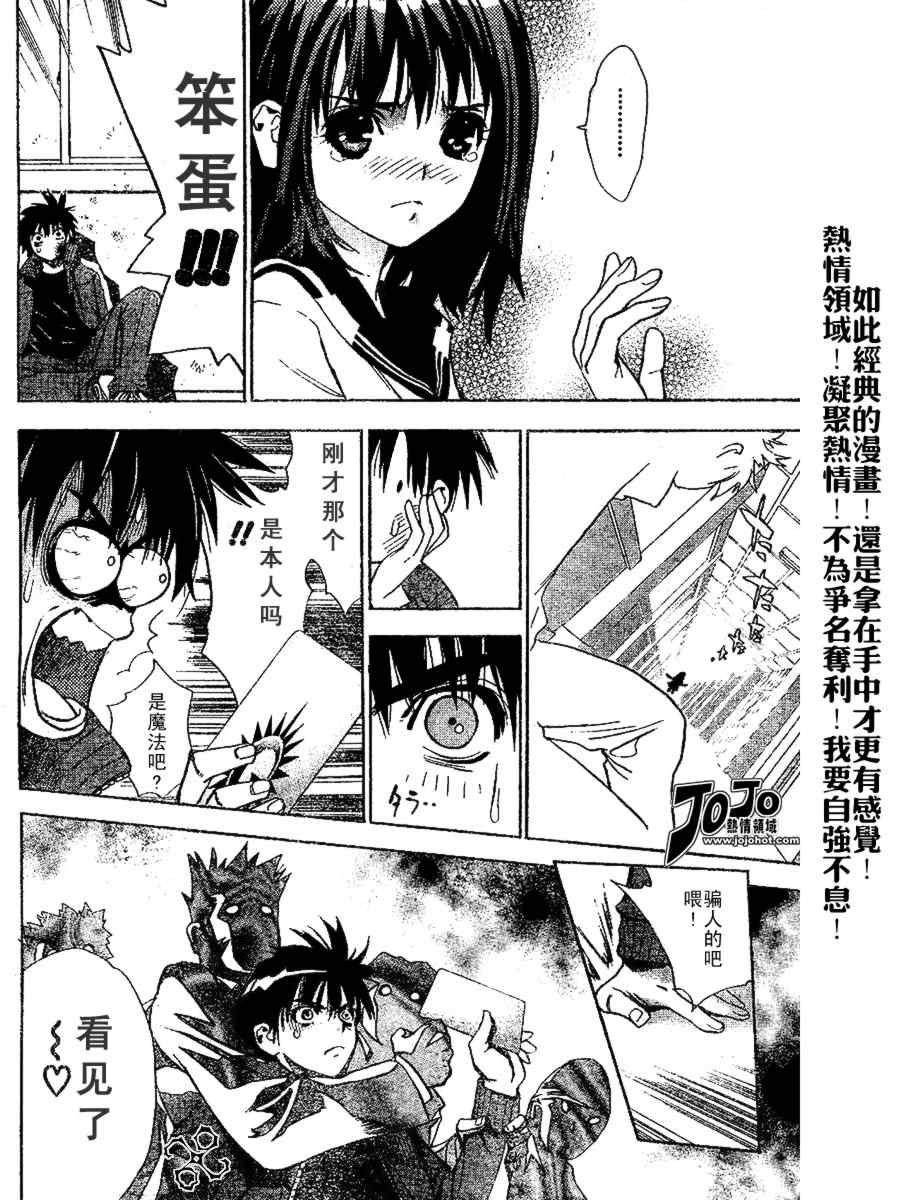 ………
笨
蛋
!!!
刚才那个
是本人吗
!!
是魔法吧？
タラ‥
JOJO
熱情領域
www.jojohot.com
骗人的吧
喂！
看见了
♡
如此經典的漫畫！還是拿在手中才更有感覺！
熱情領域！凝聚熱情！不為爭名奪利！我要自強不息！